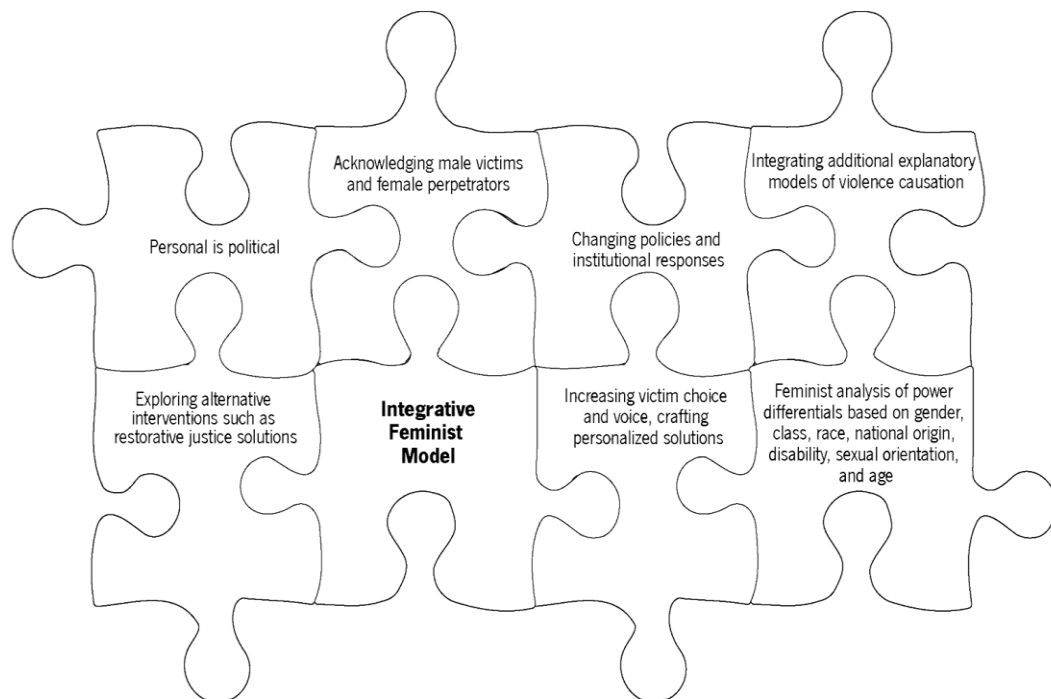 Acknowledging male victims
and female perpetrators
Integrating additional explanatory
models of violence causation
Personal is political
Changing policies and
institutional responses
Exploring alternative
interventions such as
restorative justice solutions
Integrative
Feminist
Model
Increasing victim choice
and voice, crafting
personalized solutions
Feminist analysis of power
differentials based on gender,
class, race, national origin,
disability, sexual orientation,
and age